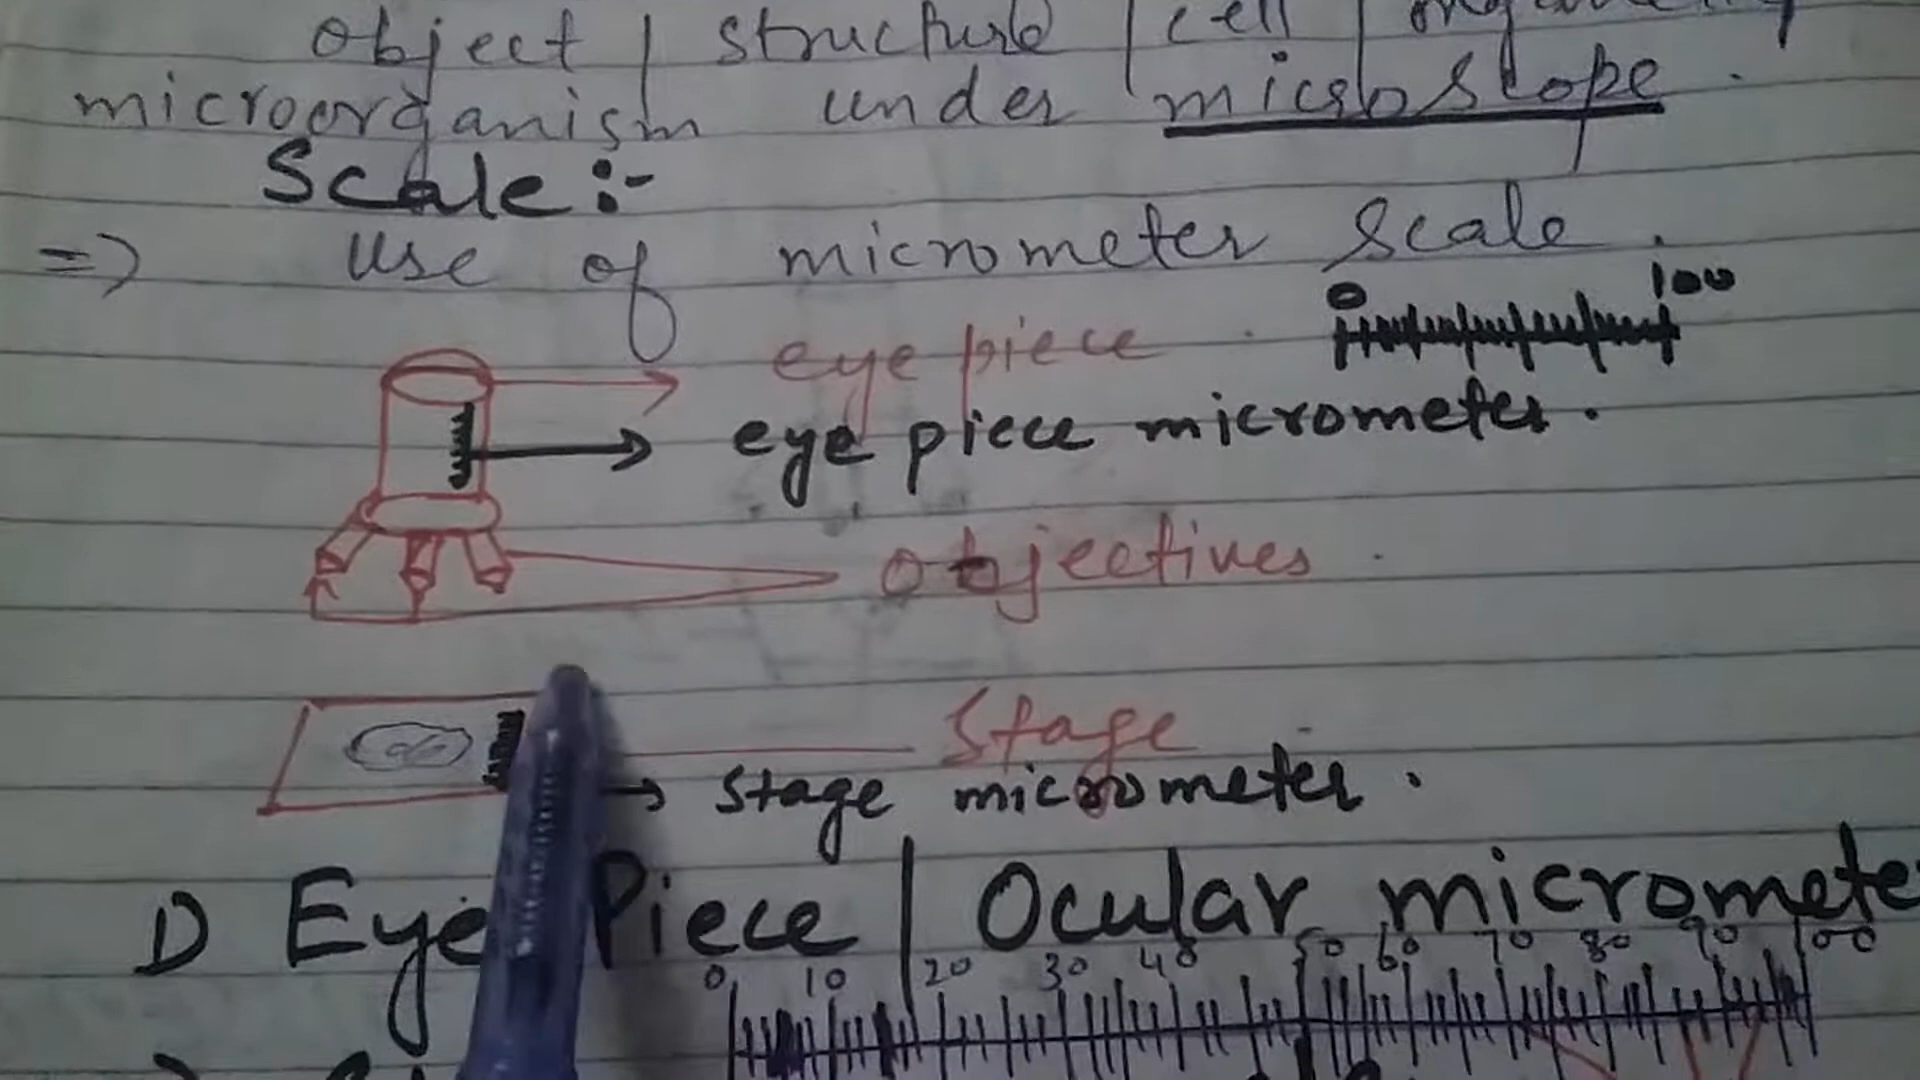 object / structure / cell /
microorganism under microscope.
Scale :-
=> Use of micrometer scale.
0 100
eye piece
eye piece micrometer.
Objectives.
Stage
stage micrometer.
1) Eye Piece / Ocular micromete
0 10 20 30 40 50 60 70 80 90 100